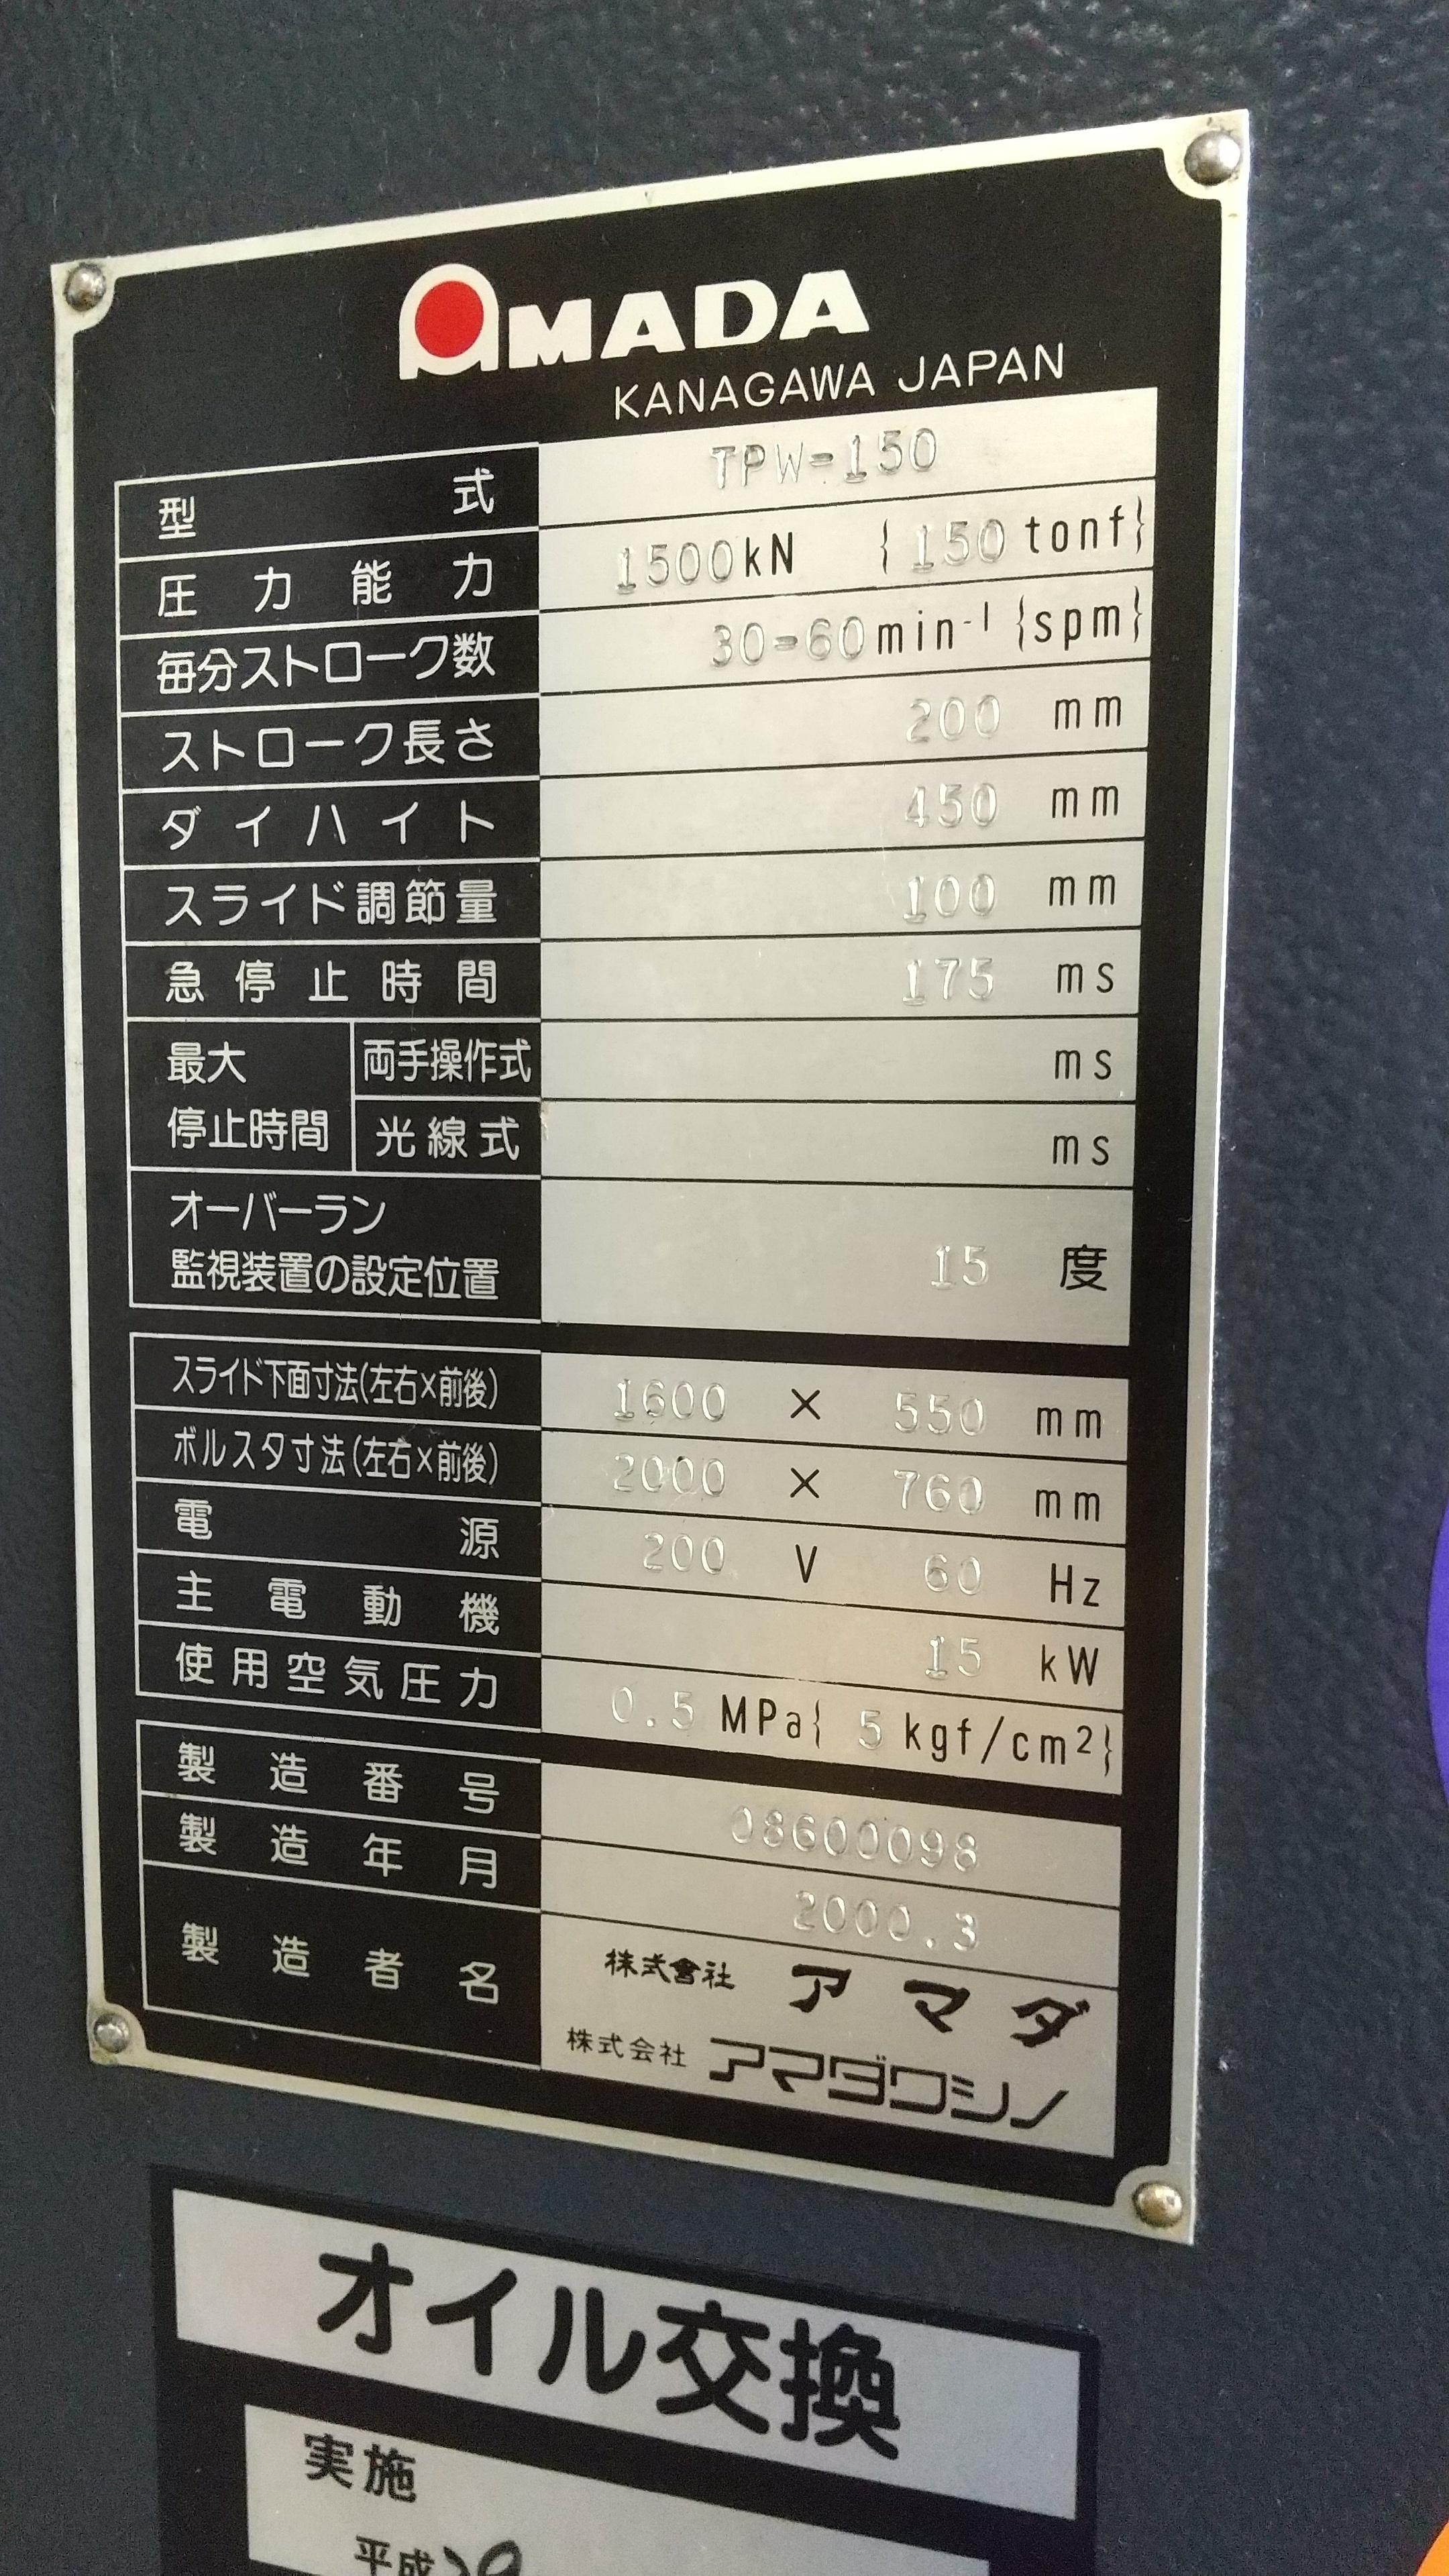 AMADA
KANAGAWA JAPAN
型式 TPW-150
圧力能力 1500kN {150 tonf}
毎分ストローク数 30-60min⁻¹ {spm}
ストローク長さ 200 mm
ダイハイト 450 mm
スライド調節量 100 mm
急停止時間 175 ms
最大停止時間 両手操作式 ms
光線式 ms
オーバーラン
監視装置の設定位置 15 度
スライド下面寸法(左右×前後) 1600 × 550 mm
ボルスタ寸法(左右×前後) 2000 × 760 mm
電源 200 V 60 Hz
主電動機 15 kW
使用空気圧力 0.5 MPa{ 5 kgf/cm²}
製造番号 08600098
製造年月 2000.3
製造者名 株式會社 アマダ
株式会社 アマダワシノ
オイル交換
実施
平成